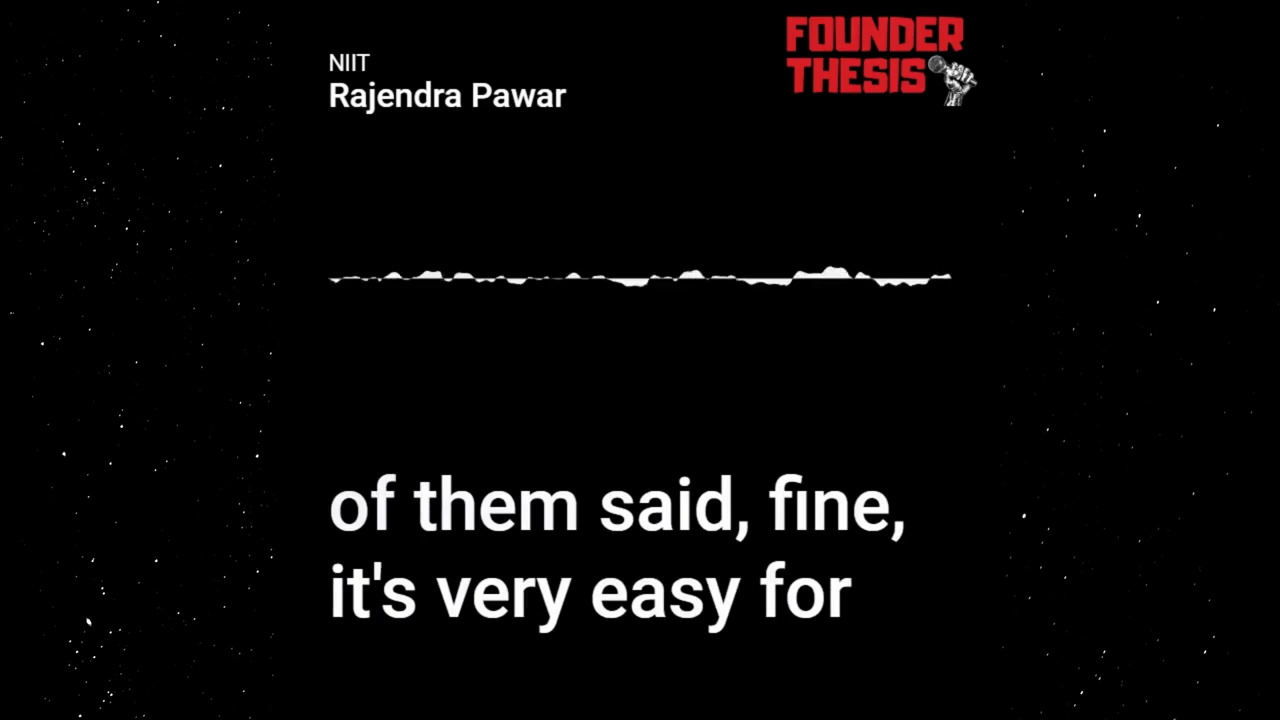 NIIT
Rajendra Pawar
FOUNDER
THESIS
of them said, fine,
it's very easy for